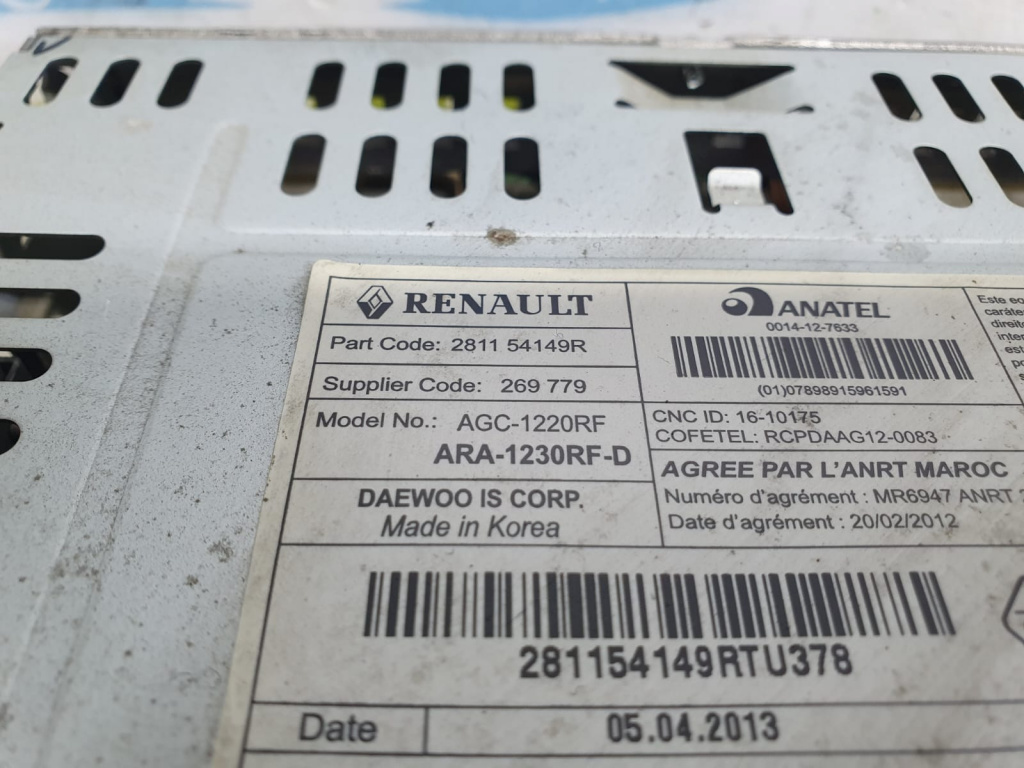 RENAULT
Part Code: 2811 54149R
Supplier Code: 269 779
Model No.: AGC-1220RF
ARA-1230RF-D
DAEWOO IS CORP.
Made in Korea
ANATEL
0014-12-7633
(01)07898915961591
CNC ID: 16-10175
COFETEL: RCPDAAG12-0083
AGREE PAR L'ANRT MAROC
Numéro d'agrément : MR6947 ANRT
Date d'agrément : 20/02/2012
Este
281154149RTU378
Date 05.04.2013